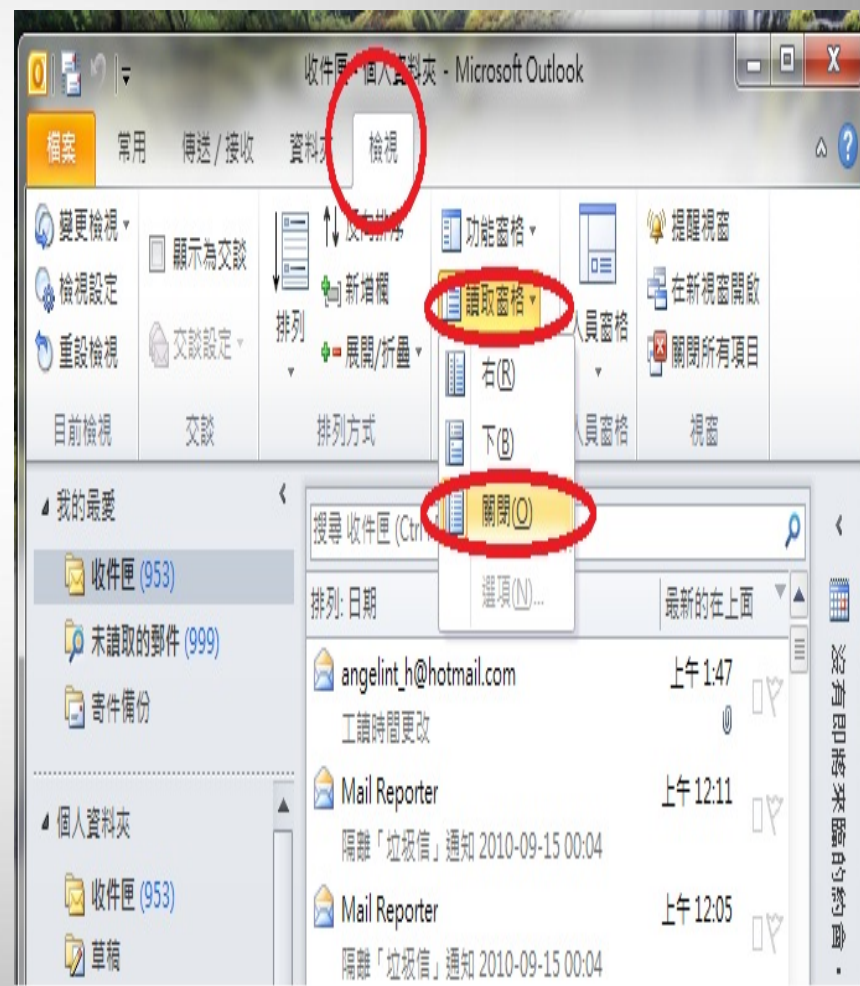 收件匣 - 個人資料夾 - Microsoft Outlook
檔案 常用 傳送 / 接收 資料夾 檢視
變更檢視
檢視設定
重設檢視
目前檢視
顯示為交談
交談設定
交談
排列
反向排序
新增欄
展開/折疊
排列方式
功能窗格
讀取窗格
右(R)
下(B)
關閉(O)
選項(N)...
人員窗格
人員窗格
提醒視窗
在新視窗開啟
關閉所有項目
視窗
我的最愛
收件匣 (953)
未讀取的郵件 (999)
寄件備份
個人資料夾
收件匣 (953)
草稿
搜尋 收件匣 (Ctrl
排列: 日期 最新的在上面
angelint_h@hotmail.com 上午 1:47
工讀時間更改
Mail Reporter 上午 12:11
隔離「垃圾信」通知 2010-09-15 00:04
Mail Reporter 上午 12:05
隔離「垃圾信」通知 2010-09-15 00:04
沒有即將來臨的約會。